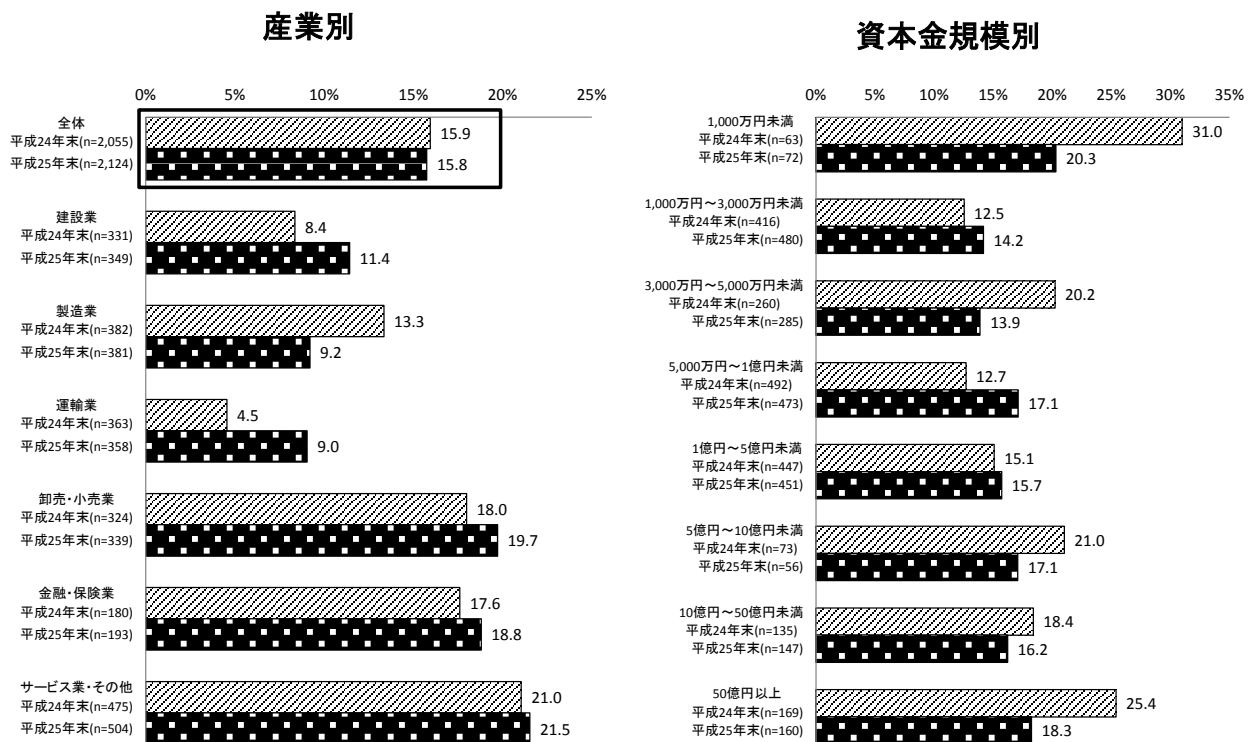 産業別
0% 5% 10% 15% 20% 25%
全体
平成24年末(n=2,055) 15.9
平成25年末(n=2,124) 15.8
建設業
平成24年末(n=331) 8.4
平成25年末(n=349) 11.4
製造業
平成24年末(n=382) 13.3
平成25年末(n=381) 9.2
運輸業
平成24年末(n=363) 4.5
平成25年末(n=358) 9.0
卸売・小売業
平成24年末(n=324) 18.0
平成25年末(n=339) 19.7
金融・保険業
平成24年末(n=180) 17.6
平成25年末(n=193) 18.8
サービス業・その他
平成24年末(n=475) 21.0
平成25年末(n=504) 21.5
資本金規模別
0% 5% 10% 15% 20% 25% 30% 35%
1,000万円未満
平成24年末(n=63) 31.0
平成25年末(n=72) 20.3
1,000万円～3,000万円未満
平成24年末(n=416) 12.5
平成25年末(n=480) 14.2
3,000万円～5,000万円未満
平成24年末(n=260) 20.2
平成25年末(n=285) 13.9
5,000万円～1億円未満
平成24年末(n=492) 12.7
平成25年末(n=473) 17.1
1億円～5億円未満
平成24年末(n=447) 15.1
平成25年末(n=451) 15.7
5億円～10億円未満
平成24年末(n=73) 21.0
平成25年末(n=56) 17.1
10億円～50億円未満
平成24年末(n=135) 18.4
平成25年末(n=147) 16.2
50億円以上
平成24年末(n=169) 25.4
平成25年末(n=160) 18.3